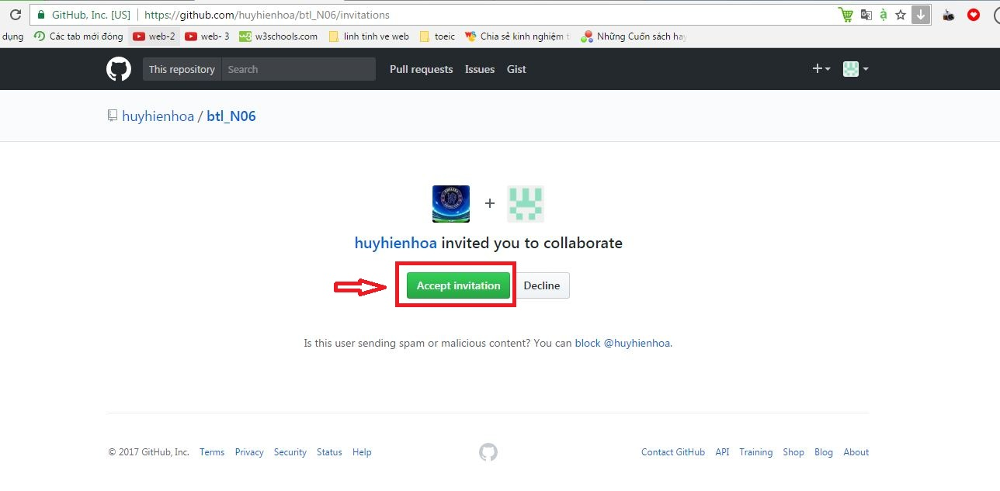 GitHub, Inc. [US] https://github.com/huyhienhoa/btl_N06/invitations
dụng Các tab mới đóng web-2 web- 3 w3schools.com linh tinh ve web toeic Chia sẻ kinh nghiệm t Những Cuốn sách hay
This repository Search Pull requests Issues Gist
huyhienhoa / btl_N06
+
huyhienhoa invited you to collaborate
Accept invitation Decline
Is this user sending spam or malicious content? You can block @huyhienhoa.
© 2017 GitHub, Inc. Terms Privacy Security Status Help Contact GitHub API Training Shop Blog About